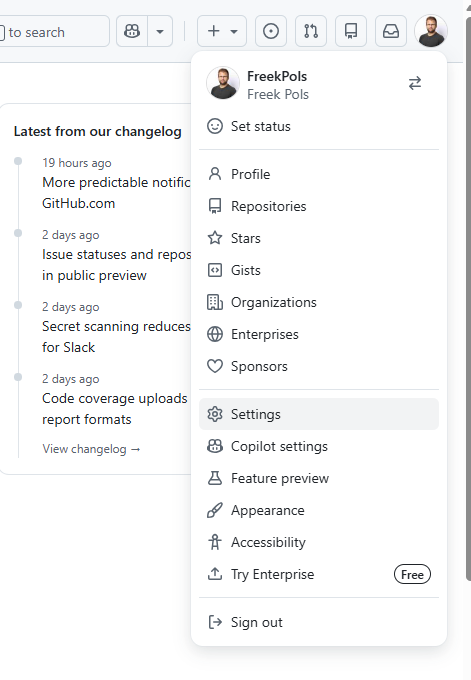 to search
Latest from our changelog
19 hours ago
More predictable notific
GitHub.com
2 days ago
Issue statuses and repos
in public preview
2 days ago
Secret scanning reduces
for Slack
2 days ago
Code coverage uploads
report formats
View changelog →
FreekPols
Freek Pols
Set status
Profile
Repositories
Stars
Gists
Organizations
Enterprises
Sponsors
Settings
Copilot settings
Feature preview
Appearance
Accessibility
Try Enterprise Free
Sign out